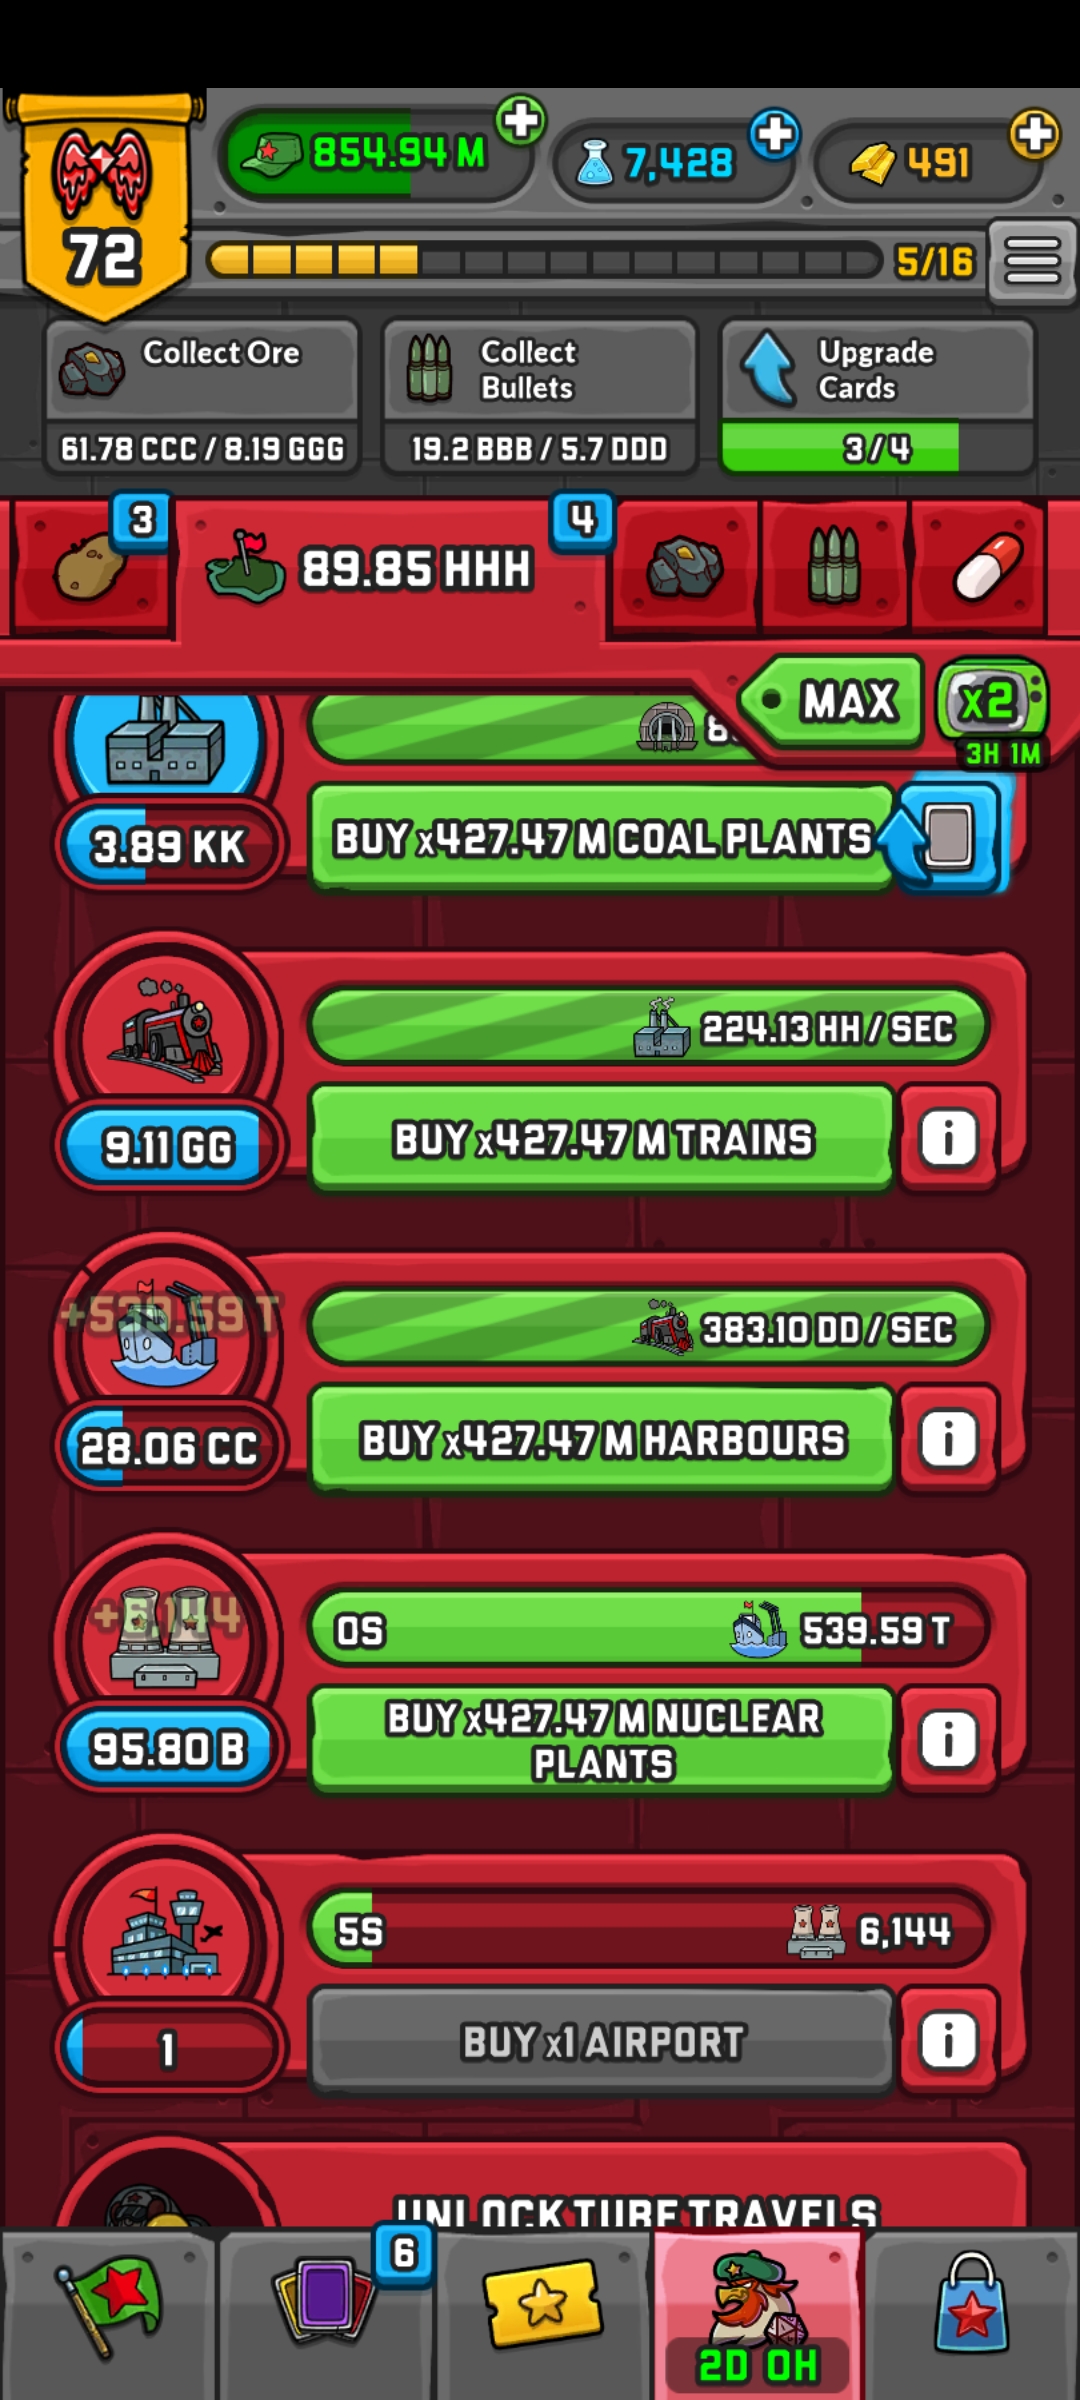 854.94 M
7,428
491
72
5/16
Collect Ore
61.78 CCC / 8.19 GGG
Collect
Bullets
19.2 BBB / 5.7 DDD
Upgrade
Cards
3 / 4
3
89.85 HHH
4
MAX
x2
3H 1M
3.89 KK
BUY x427.47 M COAL PLANTS
224.13 HH / SEC
9.11 GG
BUY x427.47 M TRAINS
+539.59 T
383.10 DD / SEC
28.06 CC
BUY x427.47 M HARBOURS
+6,144
0S
539.59 T
95.80 B
BUY x427.47 M NUCLEAR
PLANTS
5S
6,144
1
BUY x1 AIRPORT
UNLOCK TUBE TRAVELS
6
2D 0H